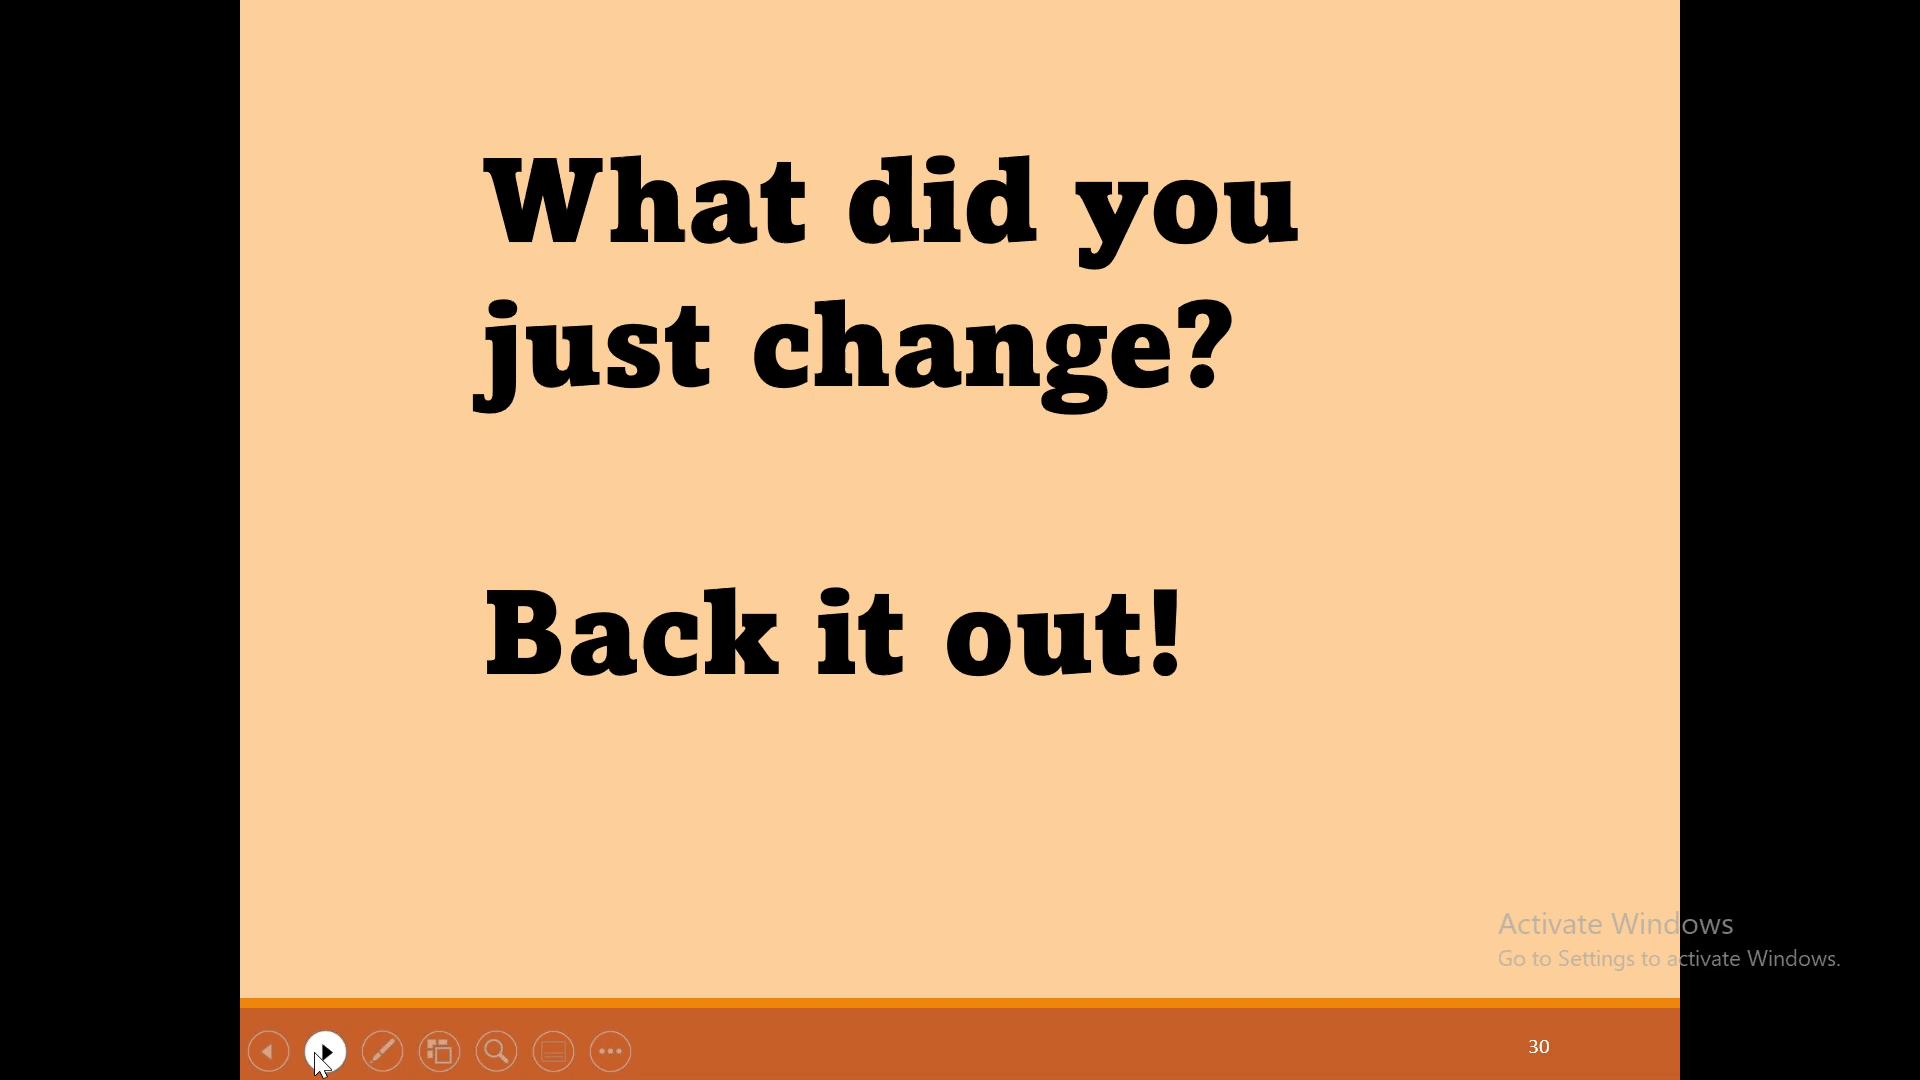 What did you
just change?
Back it out!
Activate Windows
Go to Settings to activate Windows.
30